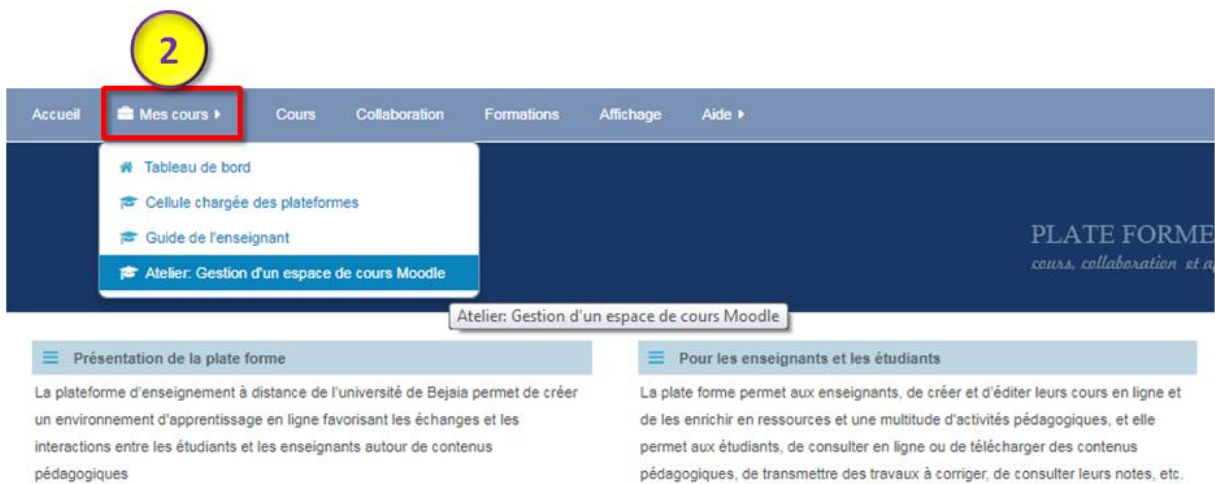 2
Accueil Mes cours Cours Collaboration Formations Affichage Aide
Tableau de bord
Cellule chargée des plateformes
Guide de l'enseignant
Atelier: Gestion d'un espace de cours Moodle
PLATE FORME
cours, collaboration et
Atelier: Gestion d'un espace de cours Moodle
Présentation de la plate forme
La plateforme d'enseignement à distance de l'université de Bejaia permet de créer
un environnement d'apprentissage en ligne favorisant les échanges et les
interactions entre les étudiants et les enseignants autour de contenus
pédagogiques
Pour les enseignants et les étudiants
La plate forme permet aux enseignants, de créer et d'éditer leurs cours en ligne et
de les enrichir en ressources et une multitude d'activités pédagogiques, et elle
permet aux étudiants, de consulter en ligne ou de télécharger des contenus
pédagogiques, de transmettre des travaux à corriger, de consulter leurs notes, etc.